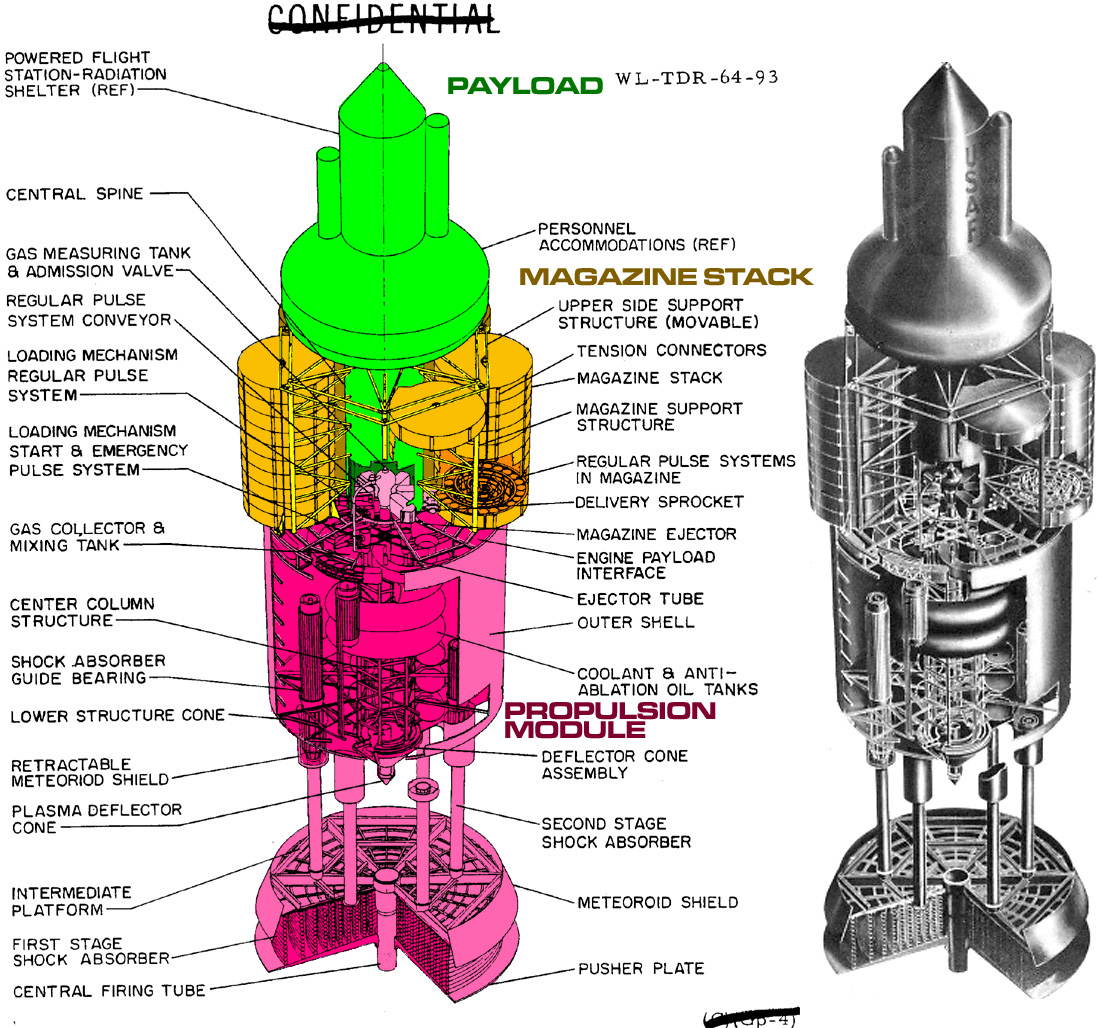 CONFIDENTIAL
POWERED FLIGHT
STATION-RADIATION
SHELTER (REF)
PAYLOAD
WL-TDR-64-93
CENTRAL SPINE
GAS MEASURING TANK
& ADMISSION VALVE
REGULAR PULSE
SYSTEM CONVEYOR
LOADING MECHANISM
REGULAR PULSE
SYSTEM
LOADING MECHANISM
START & EMERGENCY
PULSE SYSTEM
GAS COLLECTOR &
MIXING TANK
CENTER COLUMN
STRUCTURE
SHOCK ABSORBER
GUIDE BEARING
LOWER STRUCTURE CONE
RETRACTABLE
METEORIOD SHIELD
PLASMA DEFLECTOR
CONE
INTERMEDIATE
PLATFORM
FIRST STAGE
SHOCK ABSORBER
CENTRAL FIRING TUBE
PERSONNEL
ACCOMMODATIONS (REF)
MAGAZINE STACK
UPPER SIDE SUPPORT
STRUCTURE (MOVABLE)
TENSION CONNECTORS
MAGAZINE STACK
MAGAZINE SUPPORT
STRUCTURE
REGULAR PULSE SYSTEMS
IN MAGAZINE
DELIVERY SPROCKET
MAGAZINE EJECTOR
ENGINE PAYLOAD
INTERFACE
EJECTOR TUBE
OUTER SHELL
COOLANT & ANTI-
ABLATION OIL TANKS
PROPULSION
MODULE
DEFLECTOR CONE
ASSEMBLY
SECOND STAGE
SHOCK ABSORBER
METEOROID SHIELD
PUSHER PLATE
USAF